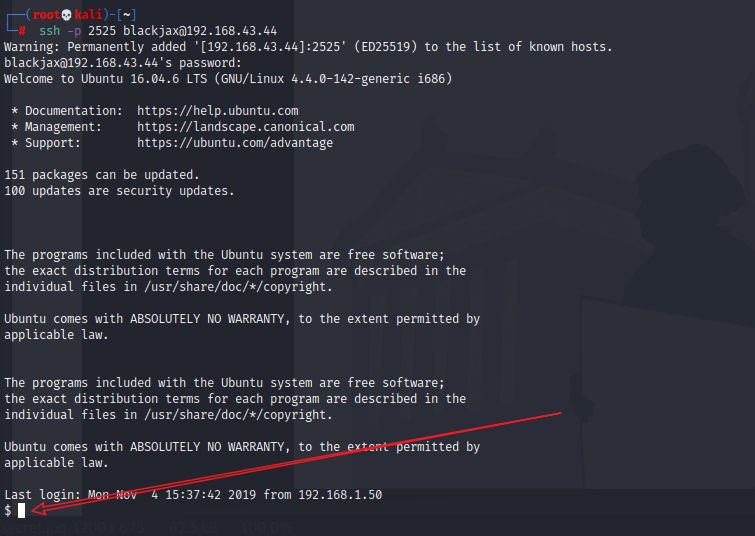 ┌──(root💀kali)-[~]
└─# ssh -p 2525 blackjax@192.168.43.44
Warning: Permanently added '[192.168.43.44]:2525' (ED25519) to the list of known hosts.
blackjax@192.168.43.44's password:
Welcome to Ubuntu 16.04.6 LTS (GNU/Linux 4.4.0-142-generic i686)
* Documentation:  https://help.ubuntu.com
* Management:     https://landscape.canonical.com
* Support:        https://ubuntu.com/advantage
151 packages can be updated.
100 updates are security updates.
The programs included with the Ubuntu system are free software;
the exact distribution terms for each program are described in the
individual files in /usr/share/doc/*/copyright.
Ubuntu comes with ABSOLUTELY NO WARRANTY, to the extent permitted by
applicable law.
The programs included with the Ubuntu system are free software;
the exact distribution terms for each program are described in the
individual files in /usr/share/doc/*/copyright.
Ubuntu comes with ABSOLUTELY NO WARRANTY, to the extent permitted by
applicable law.
Last login: Mon Nov  4 15:37:42 2019 from 192.168.1.50
$